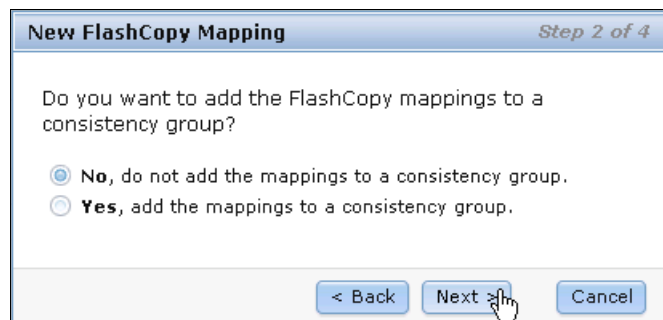 New FlashCopy Mapping Step 2 of 4
Do you want to add the FlashCopy mappings to a
consistency group?
No, do not add the mappings to a consistency group.
Yes, add the mappings to a consistency group.
< Back Next > Cancel